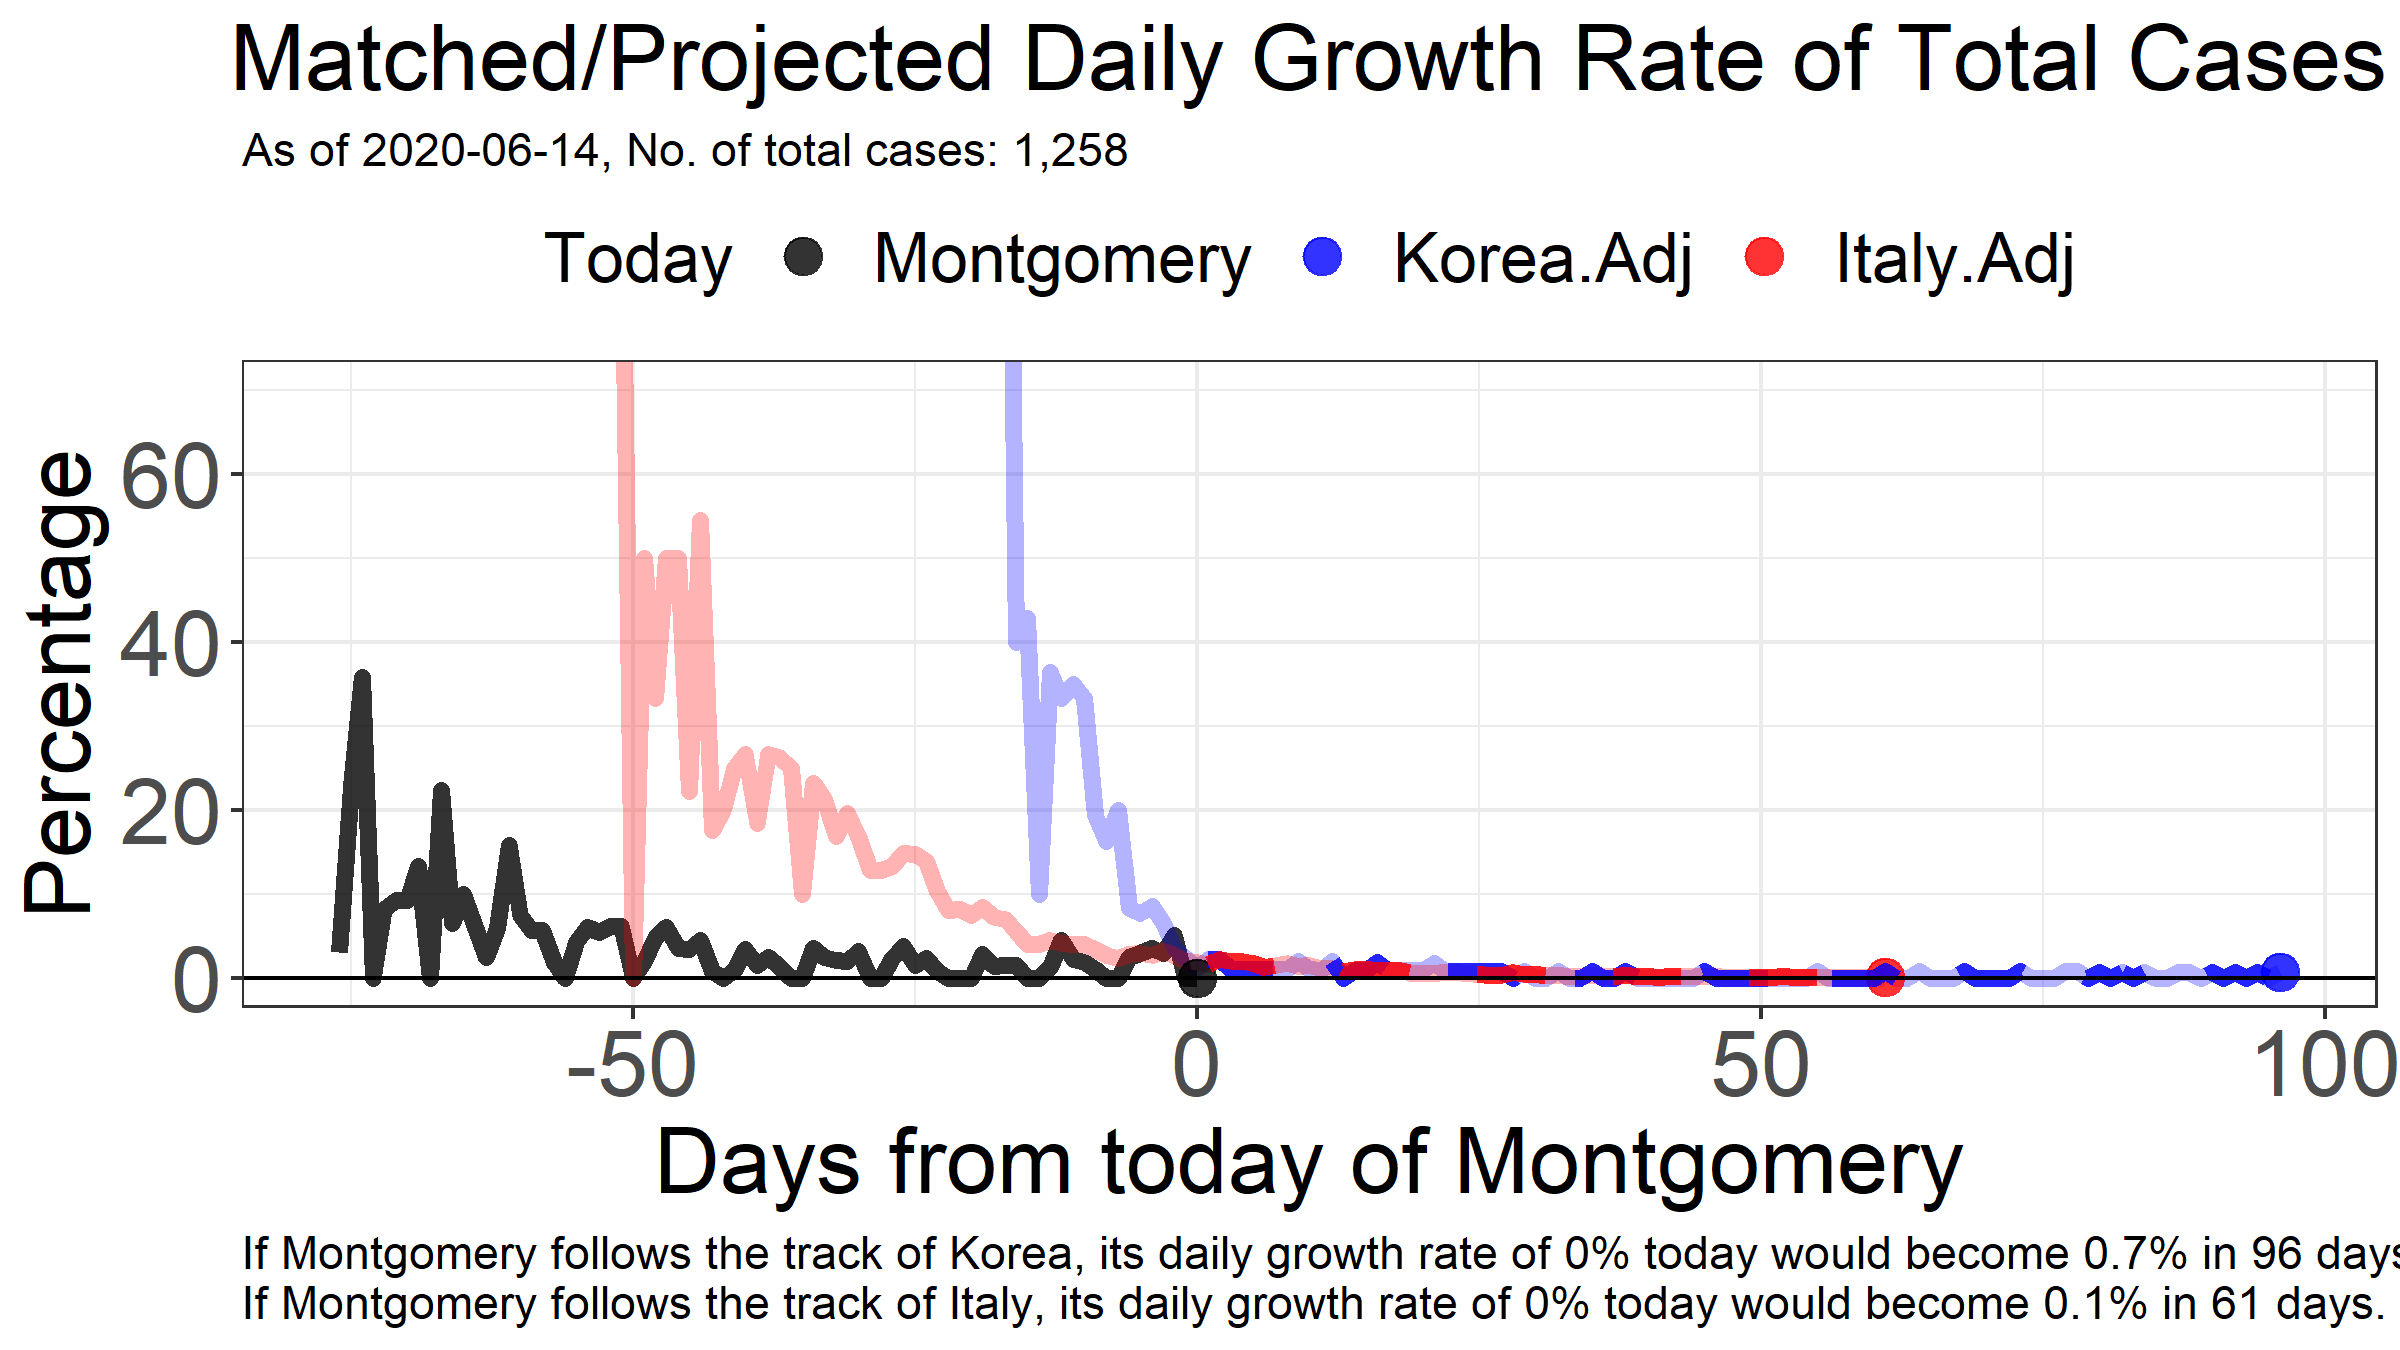 Matched/Projected Daily Growth Rate of Total Cases
As of 2020-06-14, No. of total cases: 1,258
Today Montgomery Korea.Adj Italy.Adj
Percentage
60
40
20
0
-50 0 50 100
Days from today of Montgomery
If Montgomery follows the track of Korea, its daily growth rate of 0% today would become 0.7% in 96 days
If Montgomery follows the track of Italy, its daily growth rate of 0% today would become 0.1% in 61 days.